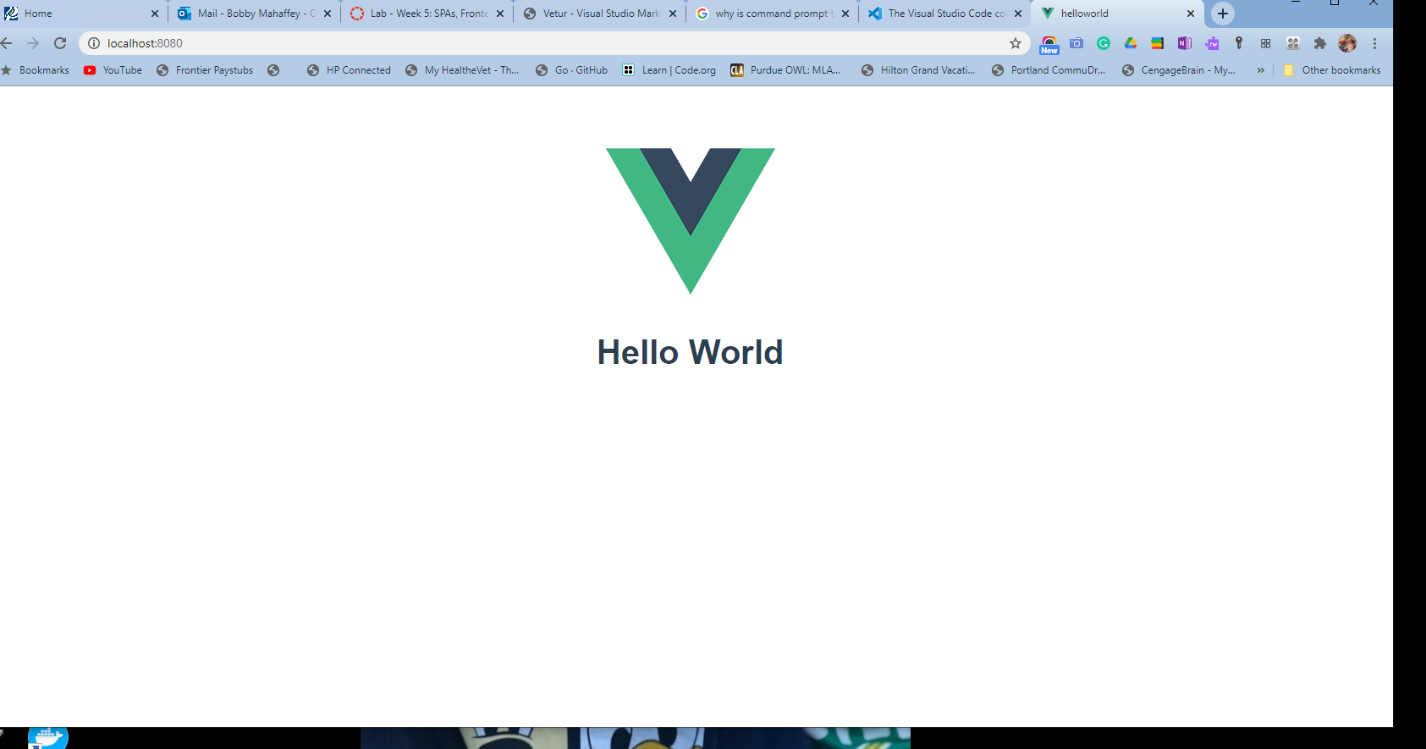 Home Mail - Bobby Mahaffey - C Lab - Week 5: SPAs, Fronte Vetur - Visual Studio Mark why is command prompt t The Visual Studio Code co helloworld
localhost:8080
New
Bookmarks YouTube Frontier Paystubs HP Connected My HealtheVet - Th... Go · GitHub Learn | Code.org CLA Purdue OWL: MLA... Hilton Grand Vacati... Portland CommuDr... CengageBrain - My... » Other bookmarks
Hello World